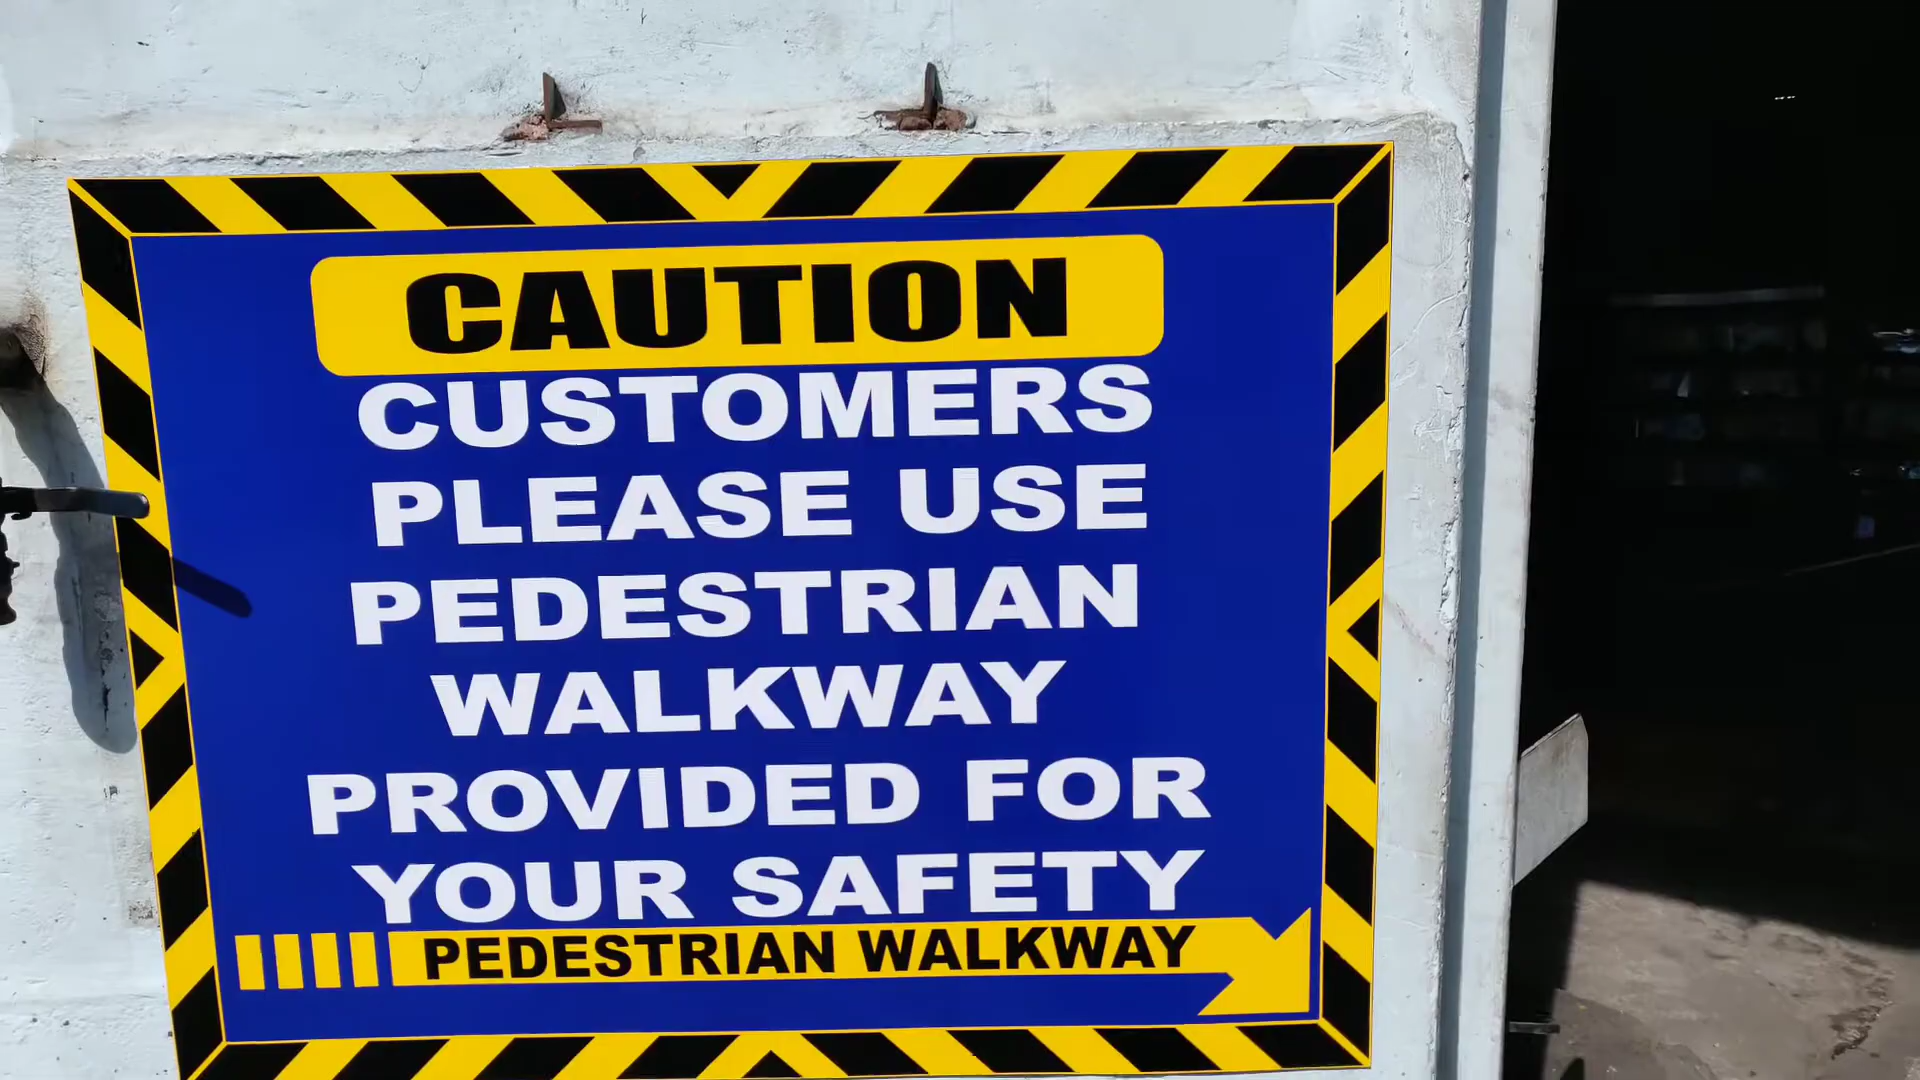 CAUTION
CUSTOMERS
PLEASE USE
PEDESTRIAN
WALKWAY
PROVIDED FOR
YOUR SAFETY
PEDESTRIAN WALKWAY